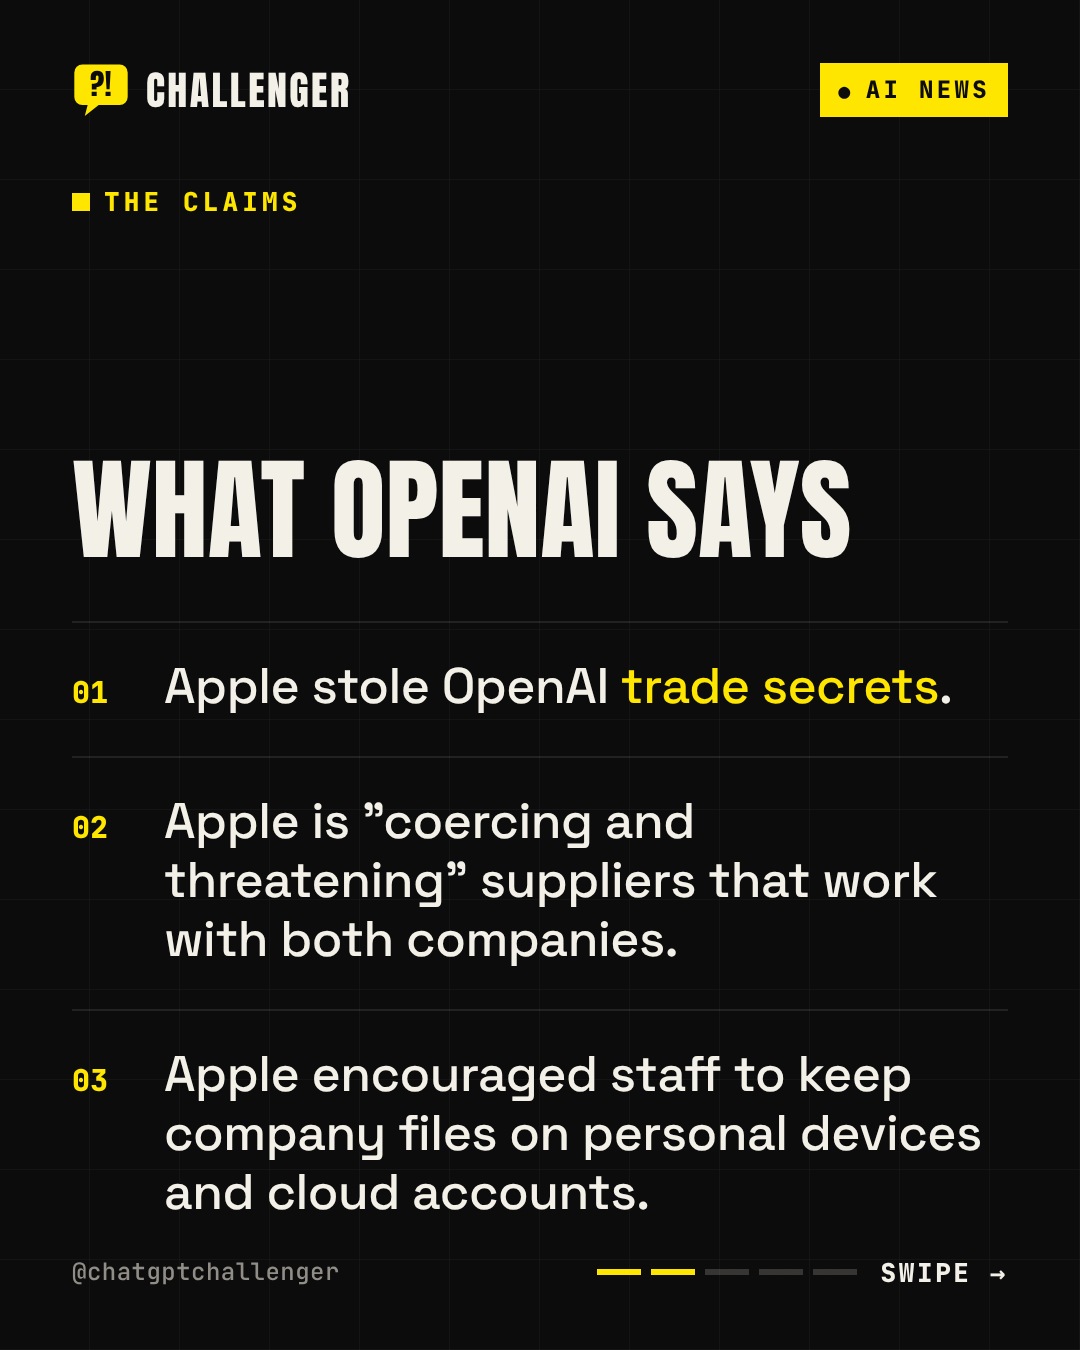 ?!
CHALLENGER
● AI NEWS
THE CLAIMS
WHAT OPENAI SAYS
01 Apple stole OpenAI trade secrets.
02 Apple is ”coercing and
threatening” suppliers that work
with both companies.
03 Apple encouraged staff to keep
company files on personal devices
and cloud accounts.
@chatgptchallenger
SWIPE →